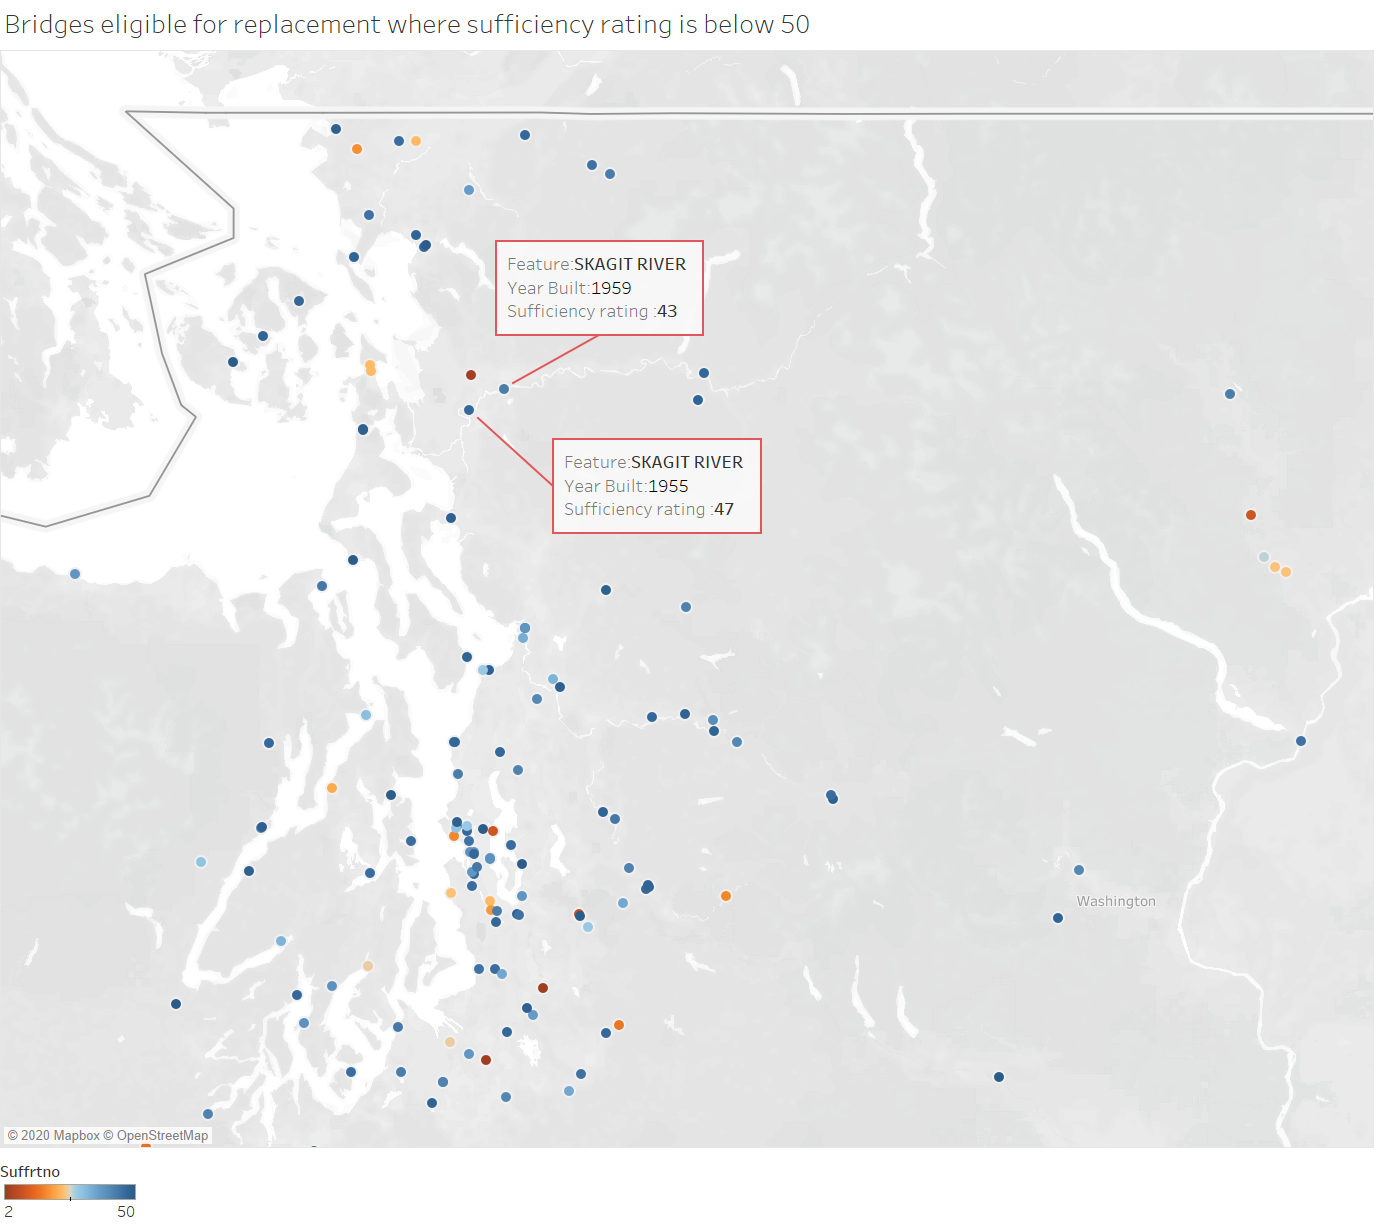 Bridges eligible for replacement where sufficiency rating is below 50
Feature:SKAGIT RIVER
Year Built:1959
Sufficiency rating :43
Feature:SKAGIT RIVER
Year Built:1955
Sufficiency rating :47
Washington
© 2020 Mapbox © OpenStreetMap
Suffrtno
2 50